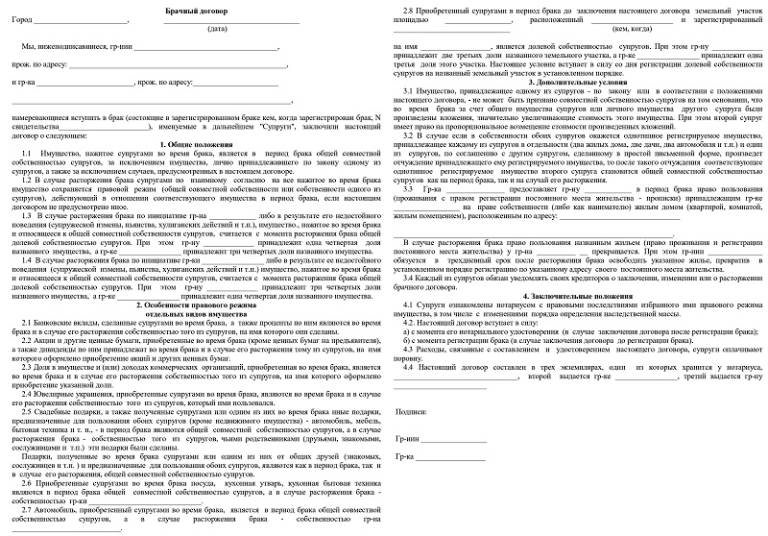 Брачный договор
Город ________________________, ________________________________
(дата)
Мы, нижеподписавшиеся, гр-нин _______________________________________,
прож. по адресу: ___________________________________________________________,
и гр-ка ________________________, прож. по адресу:______________________
___________________________________________________________________________,
намеревающиеся вступить в брак (состоящие в зарегистрированном браке кем, когда зарегистрирован брак, N
свидетельства________________________), именуемые в дальнейшем "Супруги", заключили настоящий
договор о следующем:
1. Общие положения
1.1 Имущество, нажитое супругами во время брака, является в период брака общей совместной
собственностью супругов, за исключением имущества, лично принадлежащего по закону одному из
супругов, а также за исключением случаев, предусмотренных в настоящем договоре.
1.2 В случае расторжения брака супругами по взаимному согласию на все нажитое во время брака
имущество сохраняется правовой режим (общей совместной собственности или собственности одного из
супругов), действующий в отношении соответствующего имущества в период брака, если настоящим
договором не предусмотрено иное.
1.3 В случае расторжения брака по инициативе гр-на _____________ либо в результате его недостойного
поведения (супружеской измены, пьянства, хулиганских действий и т.п.), имущество, нажитое во время брака
и относящееся к общей совместной собственности супругов, считается с момента расторжения брака общей
долевой собственностью супругов. При этом гр-ну ______________ принадлежит одна четвертая доля
названного имущества, а гр-ке ______________ принадлежит три четвертых доли названного имущества.
1.4 В случае расторжения брака по инициативе гр-ки _________________ либо в результате ее недостойного
поведения (супружеской измены, пьянства, хулиганских действий и т.п.) имущество, нажитое во время брака
и относящееся к общей совместной собственности супругов, считается с момента расторжения брака общей
долевой собственностью супругов. При этом гр-ну _______________ принадлежит три четвертых доли
названного имущества, а гр-ке _______________ принадлежит одна четвертая доля названного имущества.
2. Особенности правового режима
отдельных видов имущества
2.1 Банковские вклады, сделанные супругами во время брака, а также проценты по ним являются во время
брака и в случае его расторжения собственностью того из супругов, на имя которого они сделаны.
2.2 Акции и другие ценные бумаги, приобретенные во время брака (кроме ценных бумаг на предъявителя),
а также дивиденды по ним принадлежат во время брака и в случае его расторжения тому из супругов, на имя
которого оформлено приобретение акций и других ценных бумаг.
2.3 Доля в имуществе и (или) доходах коммерческих организаций, приобретенная во время брака, является
во время брака и в случае его расторжения собственностью того из супругов, на имя которого оформлено
приобретение указанной доли.
2.4 Ювелирные украшения, приобретенные супругами во время брака, являются во время брака и в случае
его расторжения собственностью того из супругов, который ими пользовался.
2.5 Свадебные подарки, а также полученные супругами или одним из них во время брака иные подарки,
предназначенные для пользования обоих супругов (кроме недвижимого имущества) - автомобиль, мебель,
бытовая техника и т. п., - в период брака являются общей совместной собственностью супругов, а в случае
расторжения брака - собственностью того из супругов, чьими родственниками (друзьями, знакомыми,
сослуживцами и т.п.) эти подарки были сделаны.
Подарки, полученные во время брака супругами или одним из них от общих друзей (знакомых,
сослуживцев и т.п.) и предназначенные для пользования обоих супругов, являются как в период брака, так и
в случае его расторжения, общей совместной собственностью супругов.
2.6 Приобретенные супругами во время брака посуда, кухонная утварь, кухонная бытовая техника
являются в период брака общей совместной собственностью супругов, а в случае расторжения брака -
собственностью гр-ки ____________________________.
2.7 Автомобиль, приобретенный супругами во время брака, является в период брака общей совместной
собственностью супругов, а в случае расторжения брака - собственностью гр-на
____________________________.
2.8 Приобретенный супругами в период брака до заключения настоящего договора земельный участок
площадью ______________, расположенный ___________________ и зарегистрированный
(кем, когда)
на имя __________________, является долевой собственностью супругов. При этом гр-ну _____________
принадлежит две третьих доли названного земельного участка, а гр-ке _____________ принадлежит одна
третья доля этого участка. Настоящее условие вступает в силу со дня регистрации долевой собственности
супругов на названный земельный участок в установленном порядке.
3. Дополнительные условия
3.1 Имущество, принадлежащее одному из супругов - по закону или в соответствии с положениями
настоящего договора, - не может быть признано совместной собственностью супругов на том основании, что
во время брака за счет общего имущества супругов или личного имущества другого супруга были
произведены вложения, значительно увеличивающие стоимость этого имущества. При этом второй супруг
имеет право на пропорциональное возмещение стоимости произведенных вложений.
3.2 В случае если в собственности обоих супругов окажется однотипное регистрируемое имущество,
принадлежащее каждому из супругов в отдельности (два жилых дома, две дачи, два автомобиля и т.п.) и один
из супругов, по соглашению с другим супругом, сделанному в простой письменной форме, произведет
отчуждение принадлежащего ему регистрируемого имущества, то после такого отчуждения соответствующее
однотипное регистрируемое имущество второго супруга становится общей совместной собственностью
супругов как на период брака, так и на случай его расторжения.
3.3 Гр-ка _____________ предоставляет гр-ну ____________ в период брака право пользования
(проживания с правом регистрации постоянного места жительства - прописки) принадлежащим гр-ке
_______________ на праве собственности (либо как нанимателю) жилым домом (квартирой, комнатой,
жилым помещением), расположенным по адресу: ______________________________
______________________________________________________________________.
В случае расторжения брака право пользования названным жильем (право проживания и регистрации
постоянного места жительства) у гр-на _____________ прекращается. При этом гр-нин _____________
обязуется в трехдневный срок после расторжения брака освободить указанное жилье, прекратив в
установленном порядке регистрацию по указанному адресу своего постоянного места жительства.
3.4 Каждый из супругов обязан уведомлять своих кредиторов о заключении, изменении или о расторжении
брачного договора.
4. Заключительные положения
4.1 Супруги ознакомлены нотариусом с правовыми последствиями избранного ими правового режима
имущества, в том числе с изменениями порядка определения наследственной массы.
4.2. Настоящий договор вступает в силу:
а) с момента его нотариального удостоверения (в случае заключения договора после регистрации брака);
б) с момента регистрации брака (в случае заключения договора до регистрации брака).
4.3 Расходы, связанные с составлением и удостоверением настоящего договора, супруги оплачивают
поровну.
4.4 Настоящий договор составлен в трех экземплярах, один из которых хранится у нотариуса,
______________________________, второй выдается гр-ке ________________, третий выдается гр-ну
________________________
Подписи:
Гр-нин _________________
Гр-ка __________________